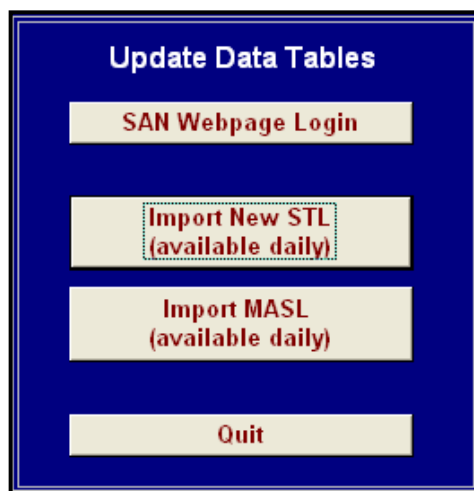 Update Data Tables
SAN Webpage Login
Import New STL
(available daily)
Import MASL
(available daily)
Quit